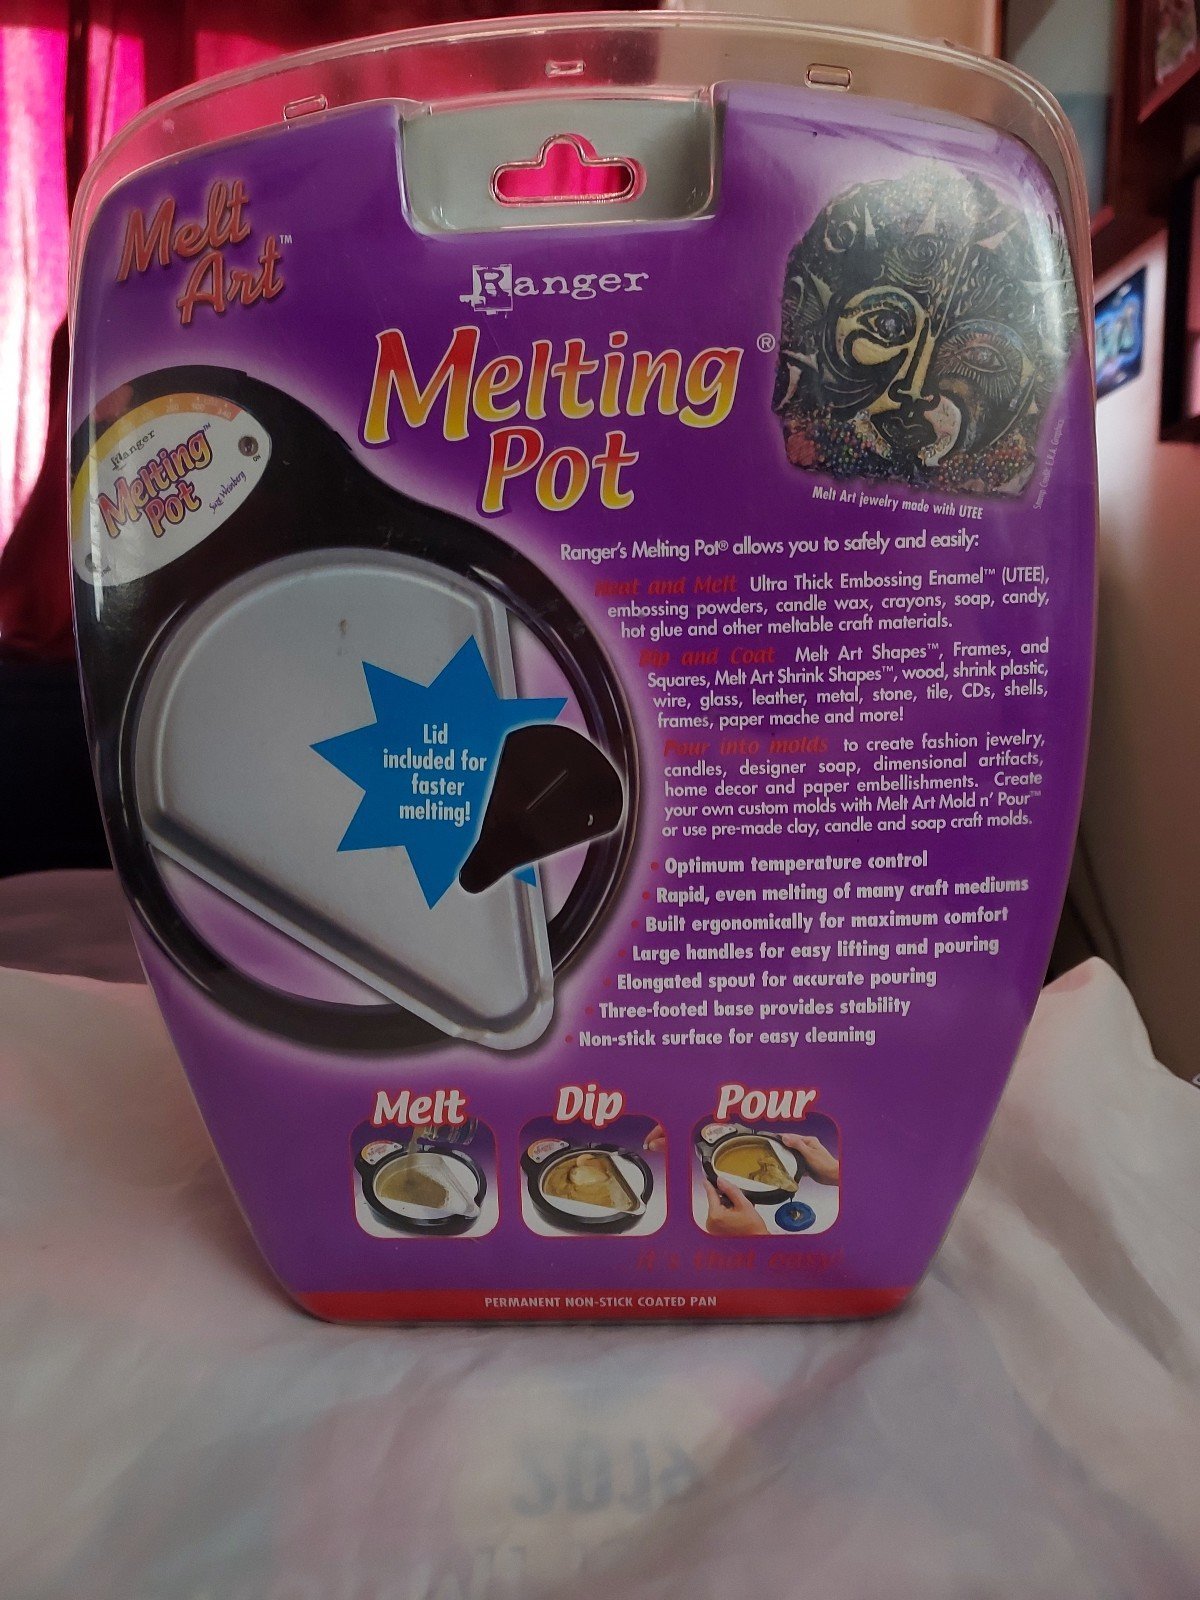 Melt
Art™
Ranger
Melting®
Pot
Ranger
Melting™
Pot
Suze Weinberg
ON
Melt Art jewelry made with UTEE
Ranger's Melting Pot® allows you to safely and easily:
Heat and Melt Ultra Thick Embossing Enamel™ (UTEE),
embossing powders, candle wax, crayons, soap, candy,
hot glue and other meltable craft materials.
Dip and Coat Melt Art Shapes™, Frames, and
Squares, Melt Art Shrink Shapes™, wood, shrink plastic,
wire, glass, leather, metal, stone, tile, CDs, shells,
frames, paper mache and more!
Pour into molds to create fashion jewelry,
candles, designer soap, dimensional artifacts,
home decor and paper embellishments. Create
your own custom molds with Melt Art Mold n' Pour™
or use pre-made clay, candle and soap craft molds.
Lid
included for
faster
melting!
• Optimum temperature control
• Rapid, even melting of many craft mediums
• Built ergonomically for maximum comfort
• Large handles for easy lifting and pouring
• Elongated spout for accurate pouring
• Three-footed base provides stability
• Non-stick surface for easy cleaning
Melt Dip Pour
...it's that easy!
PERMANENT NON-STICK COATED PAN